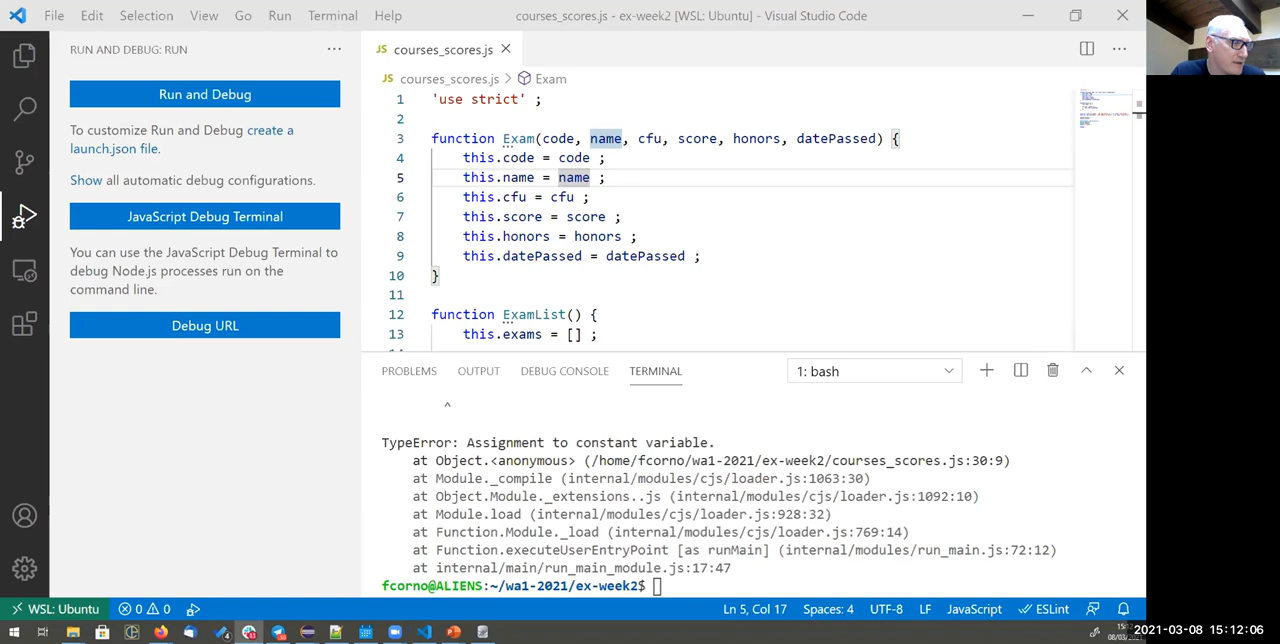 File Edit Selection View Go Run Terminal Help courses_scores.js - ex-week2 [WSL: Ubuntu] - Visual Studio Code
RUN AND DEBUG: RUN
Run and Debug
To customize Run and Debug create a
launch.json file.
Show all automatic debug configurations.
JavaScript Debug Terminal
You can use the JavaScript Debug Terminal to
debug Node.js processes run on the
command line.
Debug URL
JS courses_scores.js
JS courses_scores.js > Exam
1 'use strict' ;
2
3 function Exam(code, name, cfu, score, honors, datePassed) {
4 this.code = code ;
5 this.name = name ;
6 this.cfu = cfu ;
7 this.score = score ;
8 this.honors = honors ;
9 this.datePassed = datePassed ;
10 }
11
12 function ExamList() {
13 this.exams = [] ;
PROBLEMS OUTPUT DEBUG CONSOLE TERMINAL 1: bash
^
TypeError: Assignment to constant variable.
at Object.<anonymous> (/home/fcorno/wa1-2021/ex-week2/courses_scores.js:30:9)
at Module._compile (internal/modules/cjs/loader.js:1063:30)
at Object.Module._extensions..js (internal/modules/cjs/loader.js:1092:10)
at Module.load (internal/modules/cjs/loader.js:928:32)
at Function.Module._load (internal/modules/cjs/loader.js:769:14)
at Function.executeUserEntryPoint [as runMain] (internal/modules/run_main.js:72:12)
at internal/main/run_main_module.js:17:47
fcorno@ALIENS:~/wa1-2021/ex-week2$
WSL: Ubuntu 0 0 Ln 5, Col 17 Spaces: 4 UTF-8 LF JavaScript ESLint
2021-03-08 15:12:06